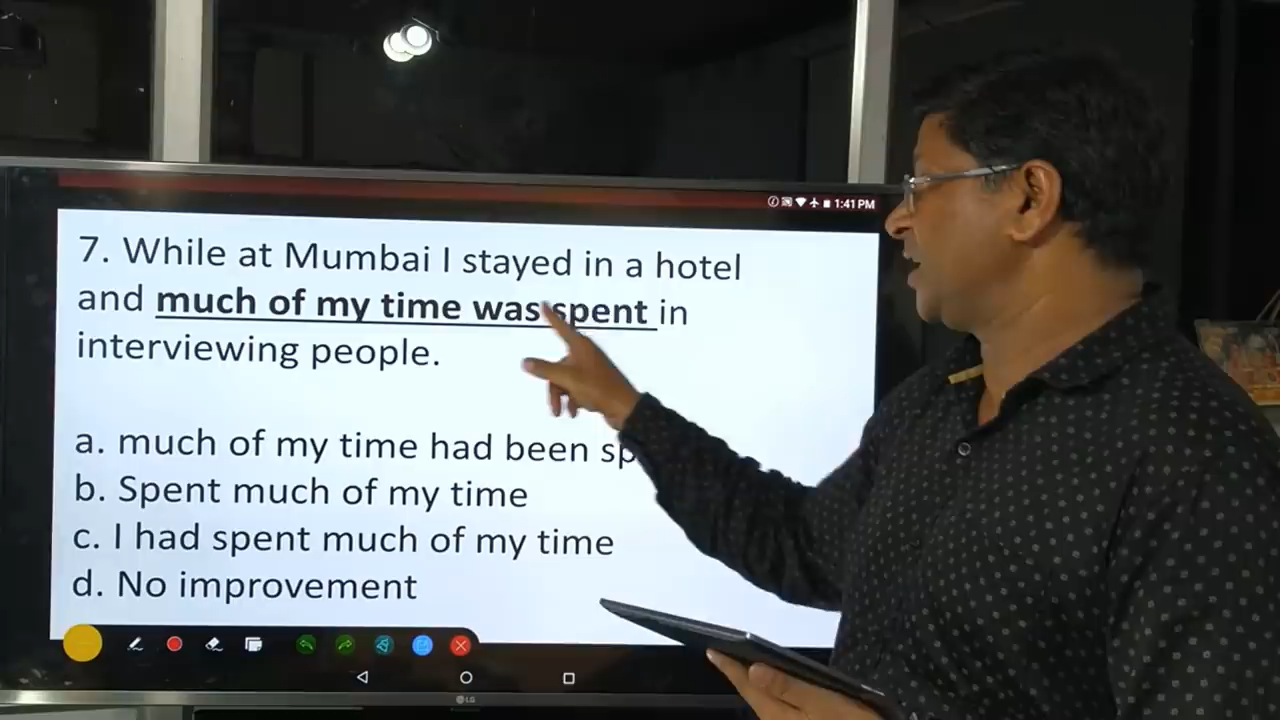 1:41 PM
7. While at Mumbai I stayed in a hotel
and much of my time was spent in
interviewing people.
a. much of my time had been sp
b. Spent much of my time
c. I had spent much of my time
d. No improvement
LG